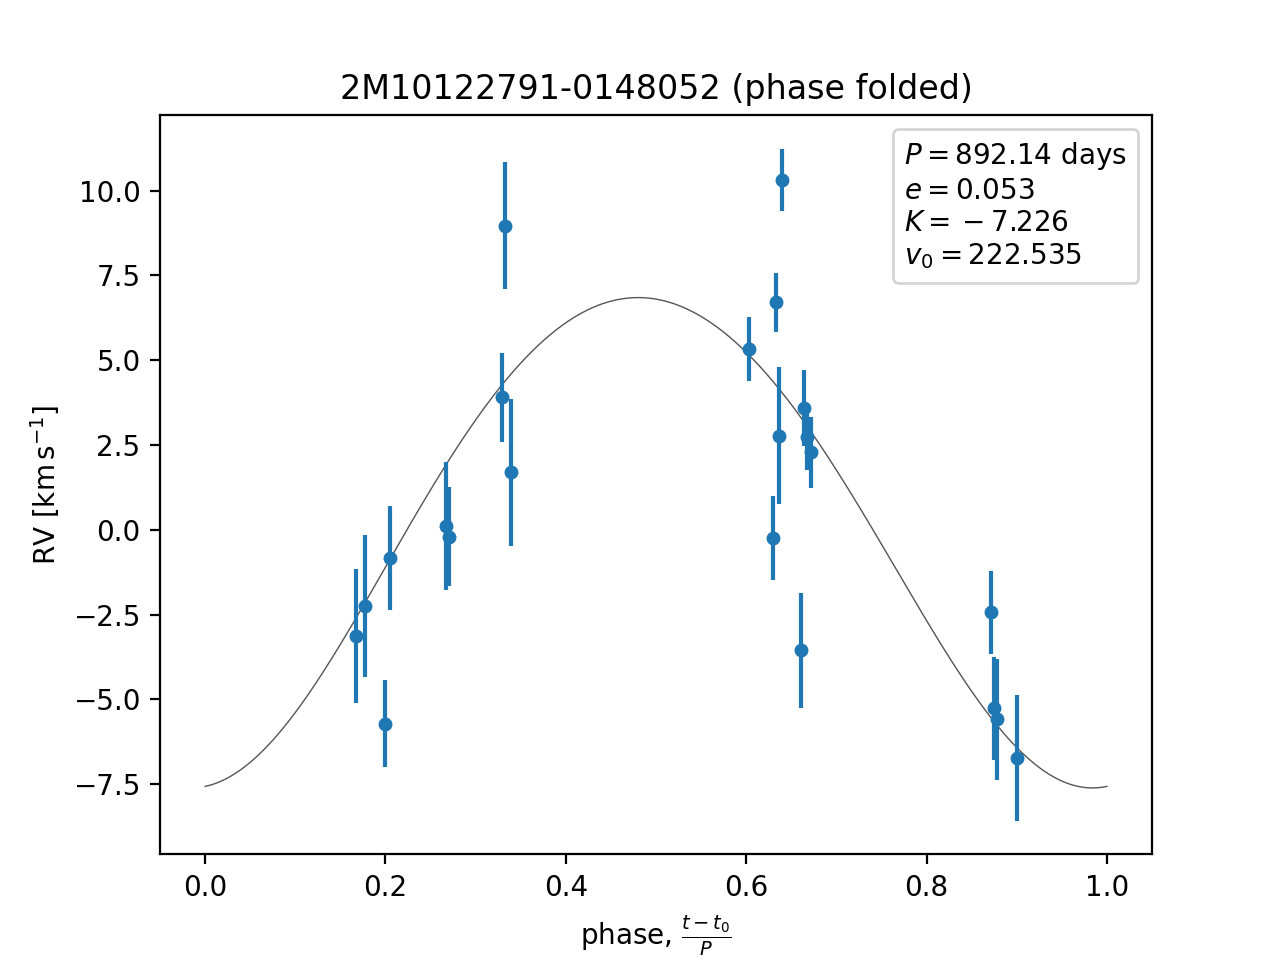 2M10122791-0148052 (phase folded)
P = 892.14 days
e = 0.053
K = −7.226
v₀ = 222.535
10.0
7.5
5.0
2.5
0.0
−2.5
−5.0
−7.5
RV [km s⁻¹]
0.0 0.2 0.4 0.6 0.8 1.0
phase, (t − t₀)/P